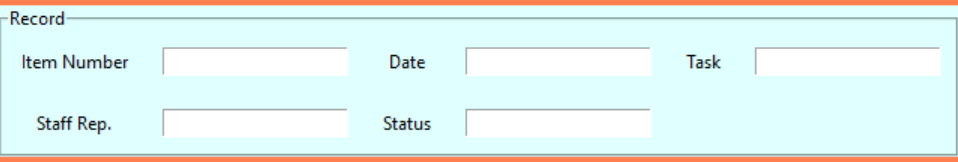 Record
Item Number Date Task
Staff Rep. Status